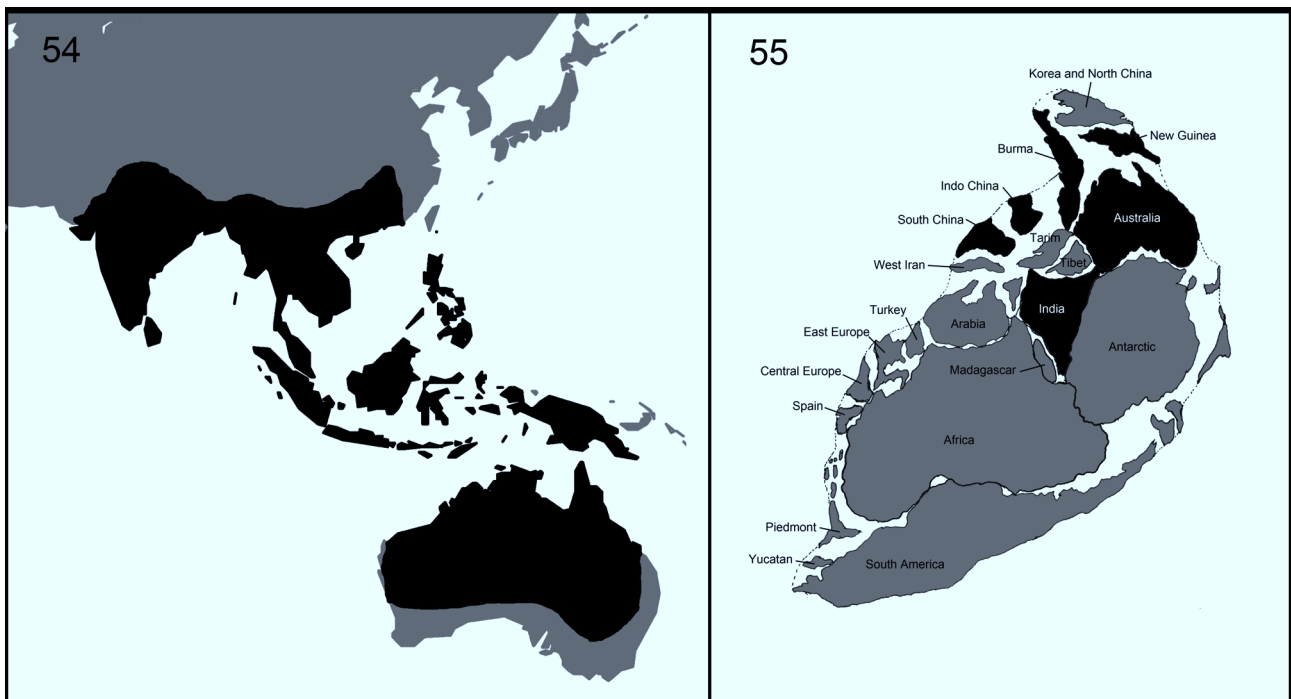 54
55
Korea and North China
New Guinea
Burma
Indo China
Australia
South China
Tarim
West Iran
Tibet
India
Turkey
Arabia
East Europe
Antarctic
Central Europe
Madagascar
Spain
Africa
Piedmont
Yucatan
South America